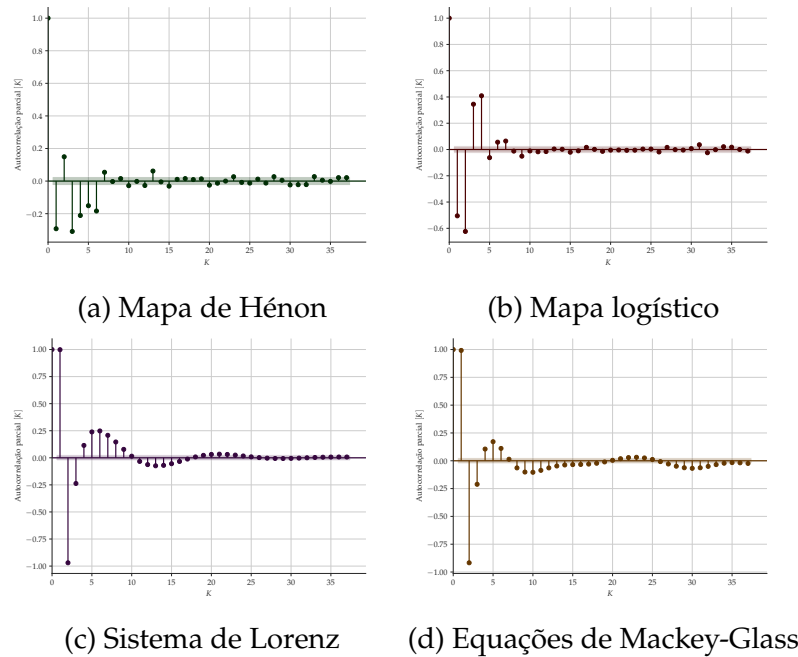 1.0
0.8
0.6
0.4
0.2
0.0
−0.2
Autocorrelação parcial [K]
0 5 10 15 20 25 30 35
K
(a) Mapa de Hénon
1.0
0.8
0.6
0.4
0.2
0.0
−0.2
−0.4
−0.6
Autocorrelação parcial [K]
0 5 10 15 20 25 30 35
K
(b) Mapa logístico
1.00
0.75
0.50
0.25
0.00
−0.25
−0.50
−0.75
−1.00
Autocorrelação parcial [K]
0 5 10 15 20 25 30 35
K
(c) Sistema de Lorenz
1.00
0.75
0.50
0.25
0.00
−0.25
−0.50
−0.75
−1.00
Autocorrelação parcial [K]
0 5 10 15 20 25 30 35
K
(d) Equações de Mackey-Glass